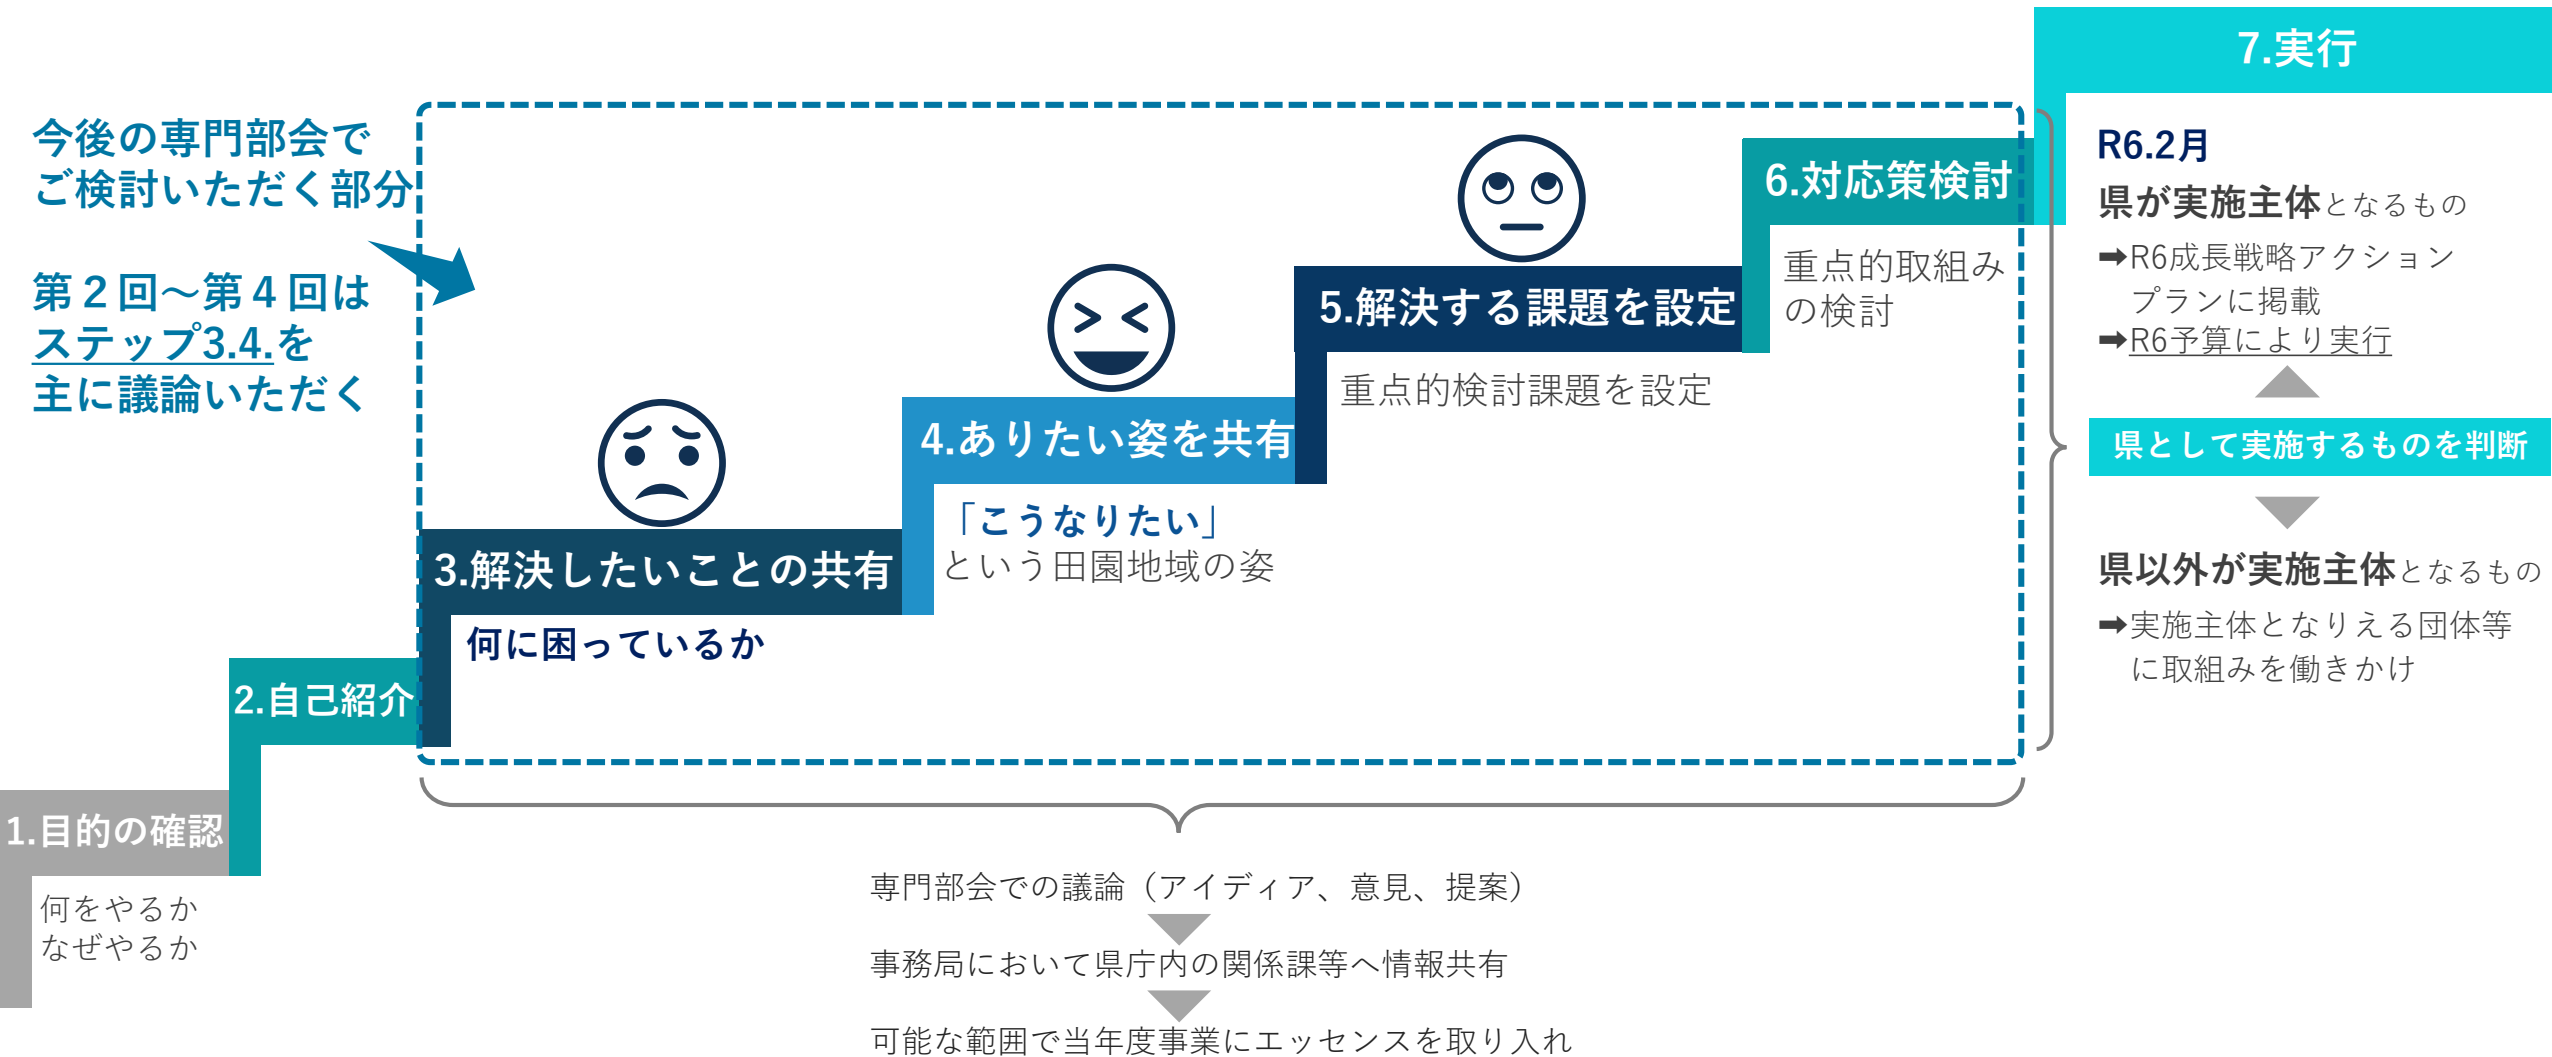 今後の専門部会で
ご検討いただく部分
第２回～第４回は
ステップ3.4.を
主に議論いただく
1.目的の確認
何をやるか
なぜやるか
2.自己紹介
3.解決したいことの共有
何に困っているか
4.ありたい姿を共有
「こうなりたい」
という田園地域の姿
5.解決する課題を設定
重点的検討課題を設定
6.対応策検討
重点的取組み
の検討
7.実行
R6.2月
県が実施主体となるもの
➡R6成長戦略アクション
プランに掲載
➡R6予算により実行
県として実施するものを判断
県以外が実施主体となるもの
➡実施主体となりえる団体等
に取組みを働きかけ
専門部会での議論（アイディア、意見、提案）
事務局において県庁内の関係課等へ情報共有
可能な範囲で当年度事業にエッセンスを取り入れ